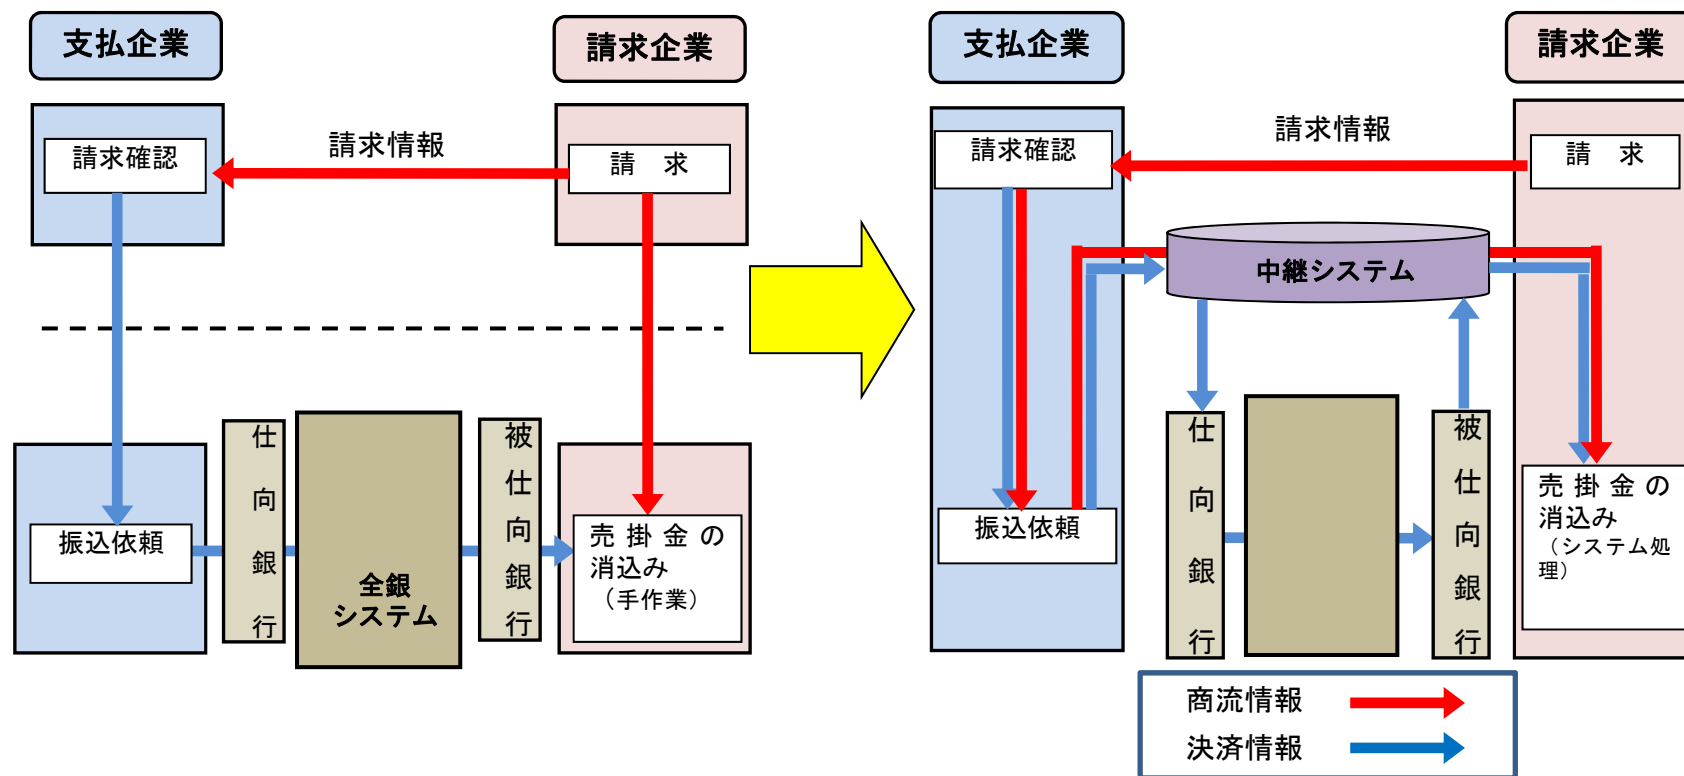 支払企業
請求企業
請求情報
請求確認
請　求
振込依頼
仕向銀行
全銀
システム
被仕向銀行
売掛金の
消込み
（手作業）
支払企業
請求企業
請求情報
請求確認
請　求
中継システム
振込依頼
仕向銀行
被仕向銀行
売掛金の
消込み
（システム処
理）
商流情報
決済情報